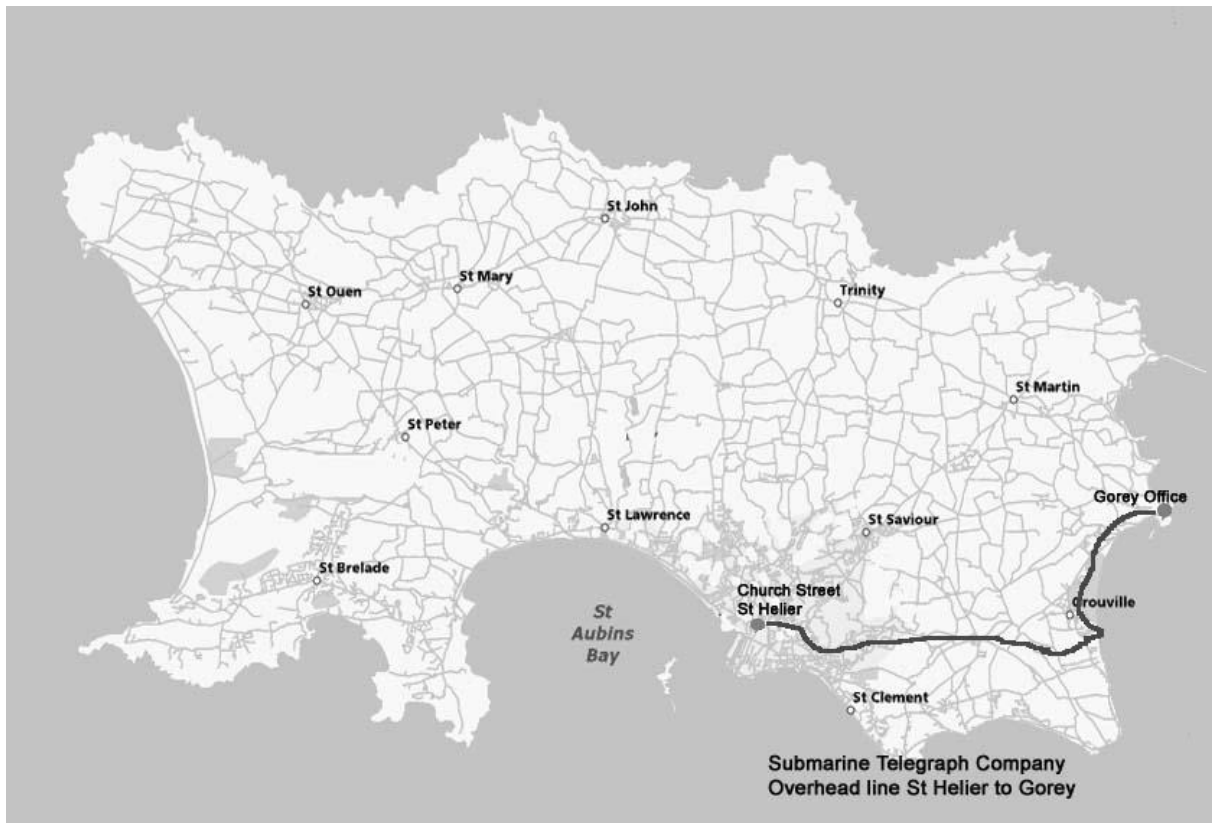 St John
St Mary
St Ouen
Trinity
St Martin
St Peter
Gorey Office
St Lawrence
St Saviour
St Brelade
Church Street
St Helier
Grouville
St
Aubins
Bay
St Clement
Submarine Telegraph Company
Overhead line St Helier to Gorey